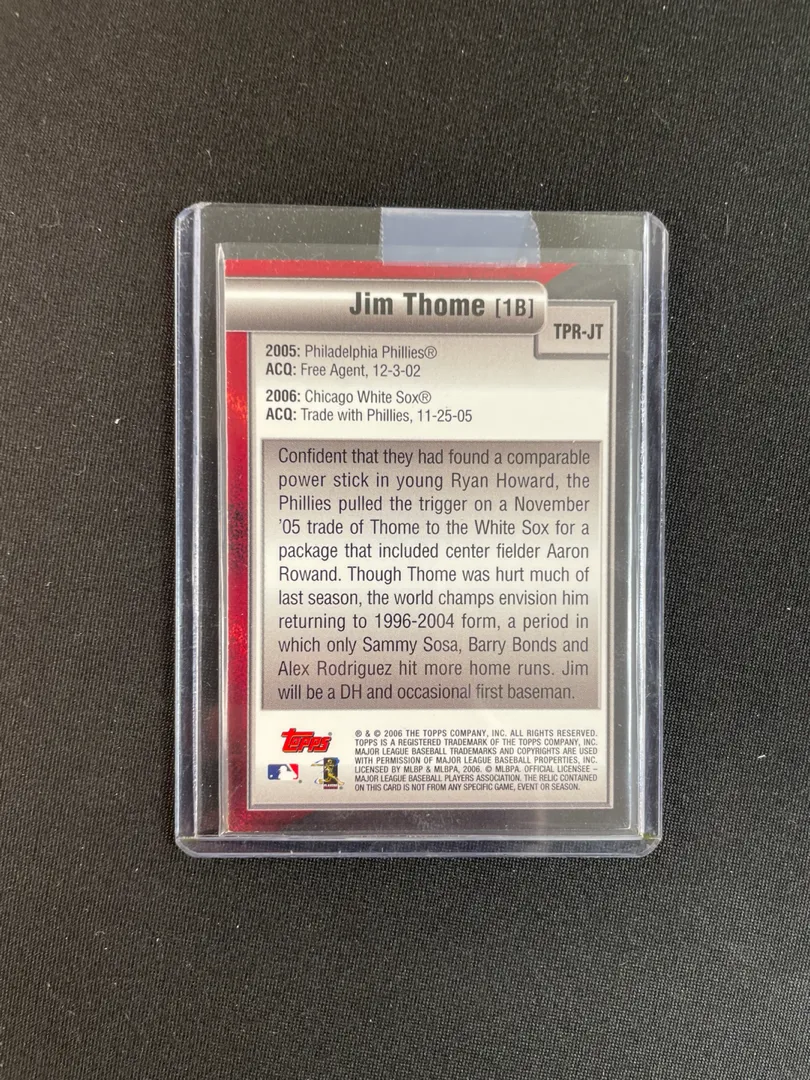 Jim Thome [1B]
TPR-JT
2005: Philadelphia Phillies®
ACQ: Free Agent, 12-3-02
2006: Chicago White Sox®
ACQ: Trade with Phillies, 11-25-05
Confident that they had found a comparable
power stick in young Ryan Howard, the
Phillies pulled the trigger on a November
'05 trade of Thome to the White Sox for a
package that included center fielder Aaron
Rowand. Though Thome was hurt much of
last season, the world champs envision him
returning to 1996-2004 form, a period in
which only Sammy Sosa, Barry Bonds and
Alex Rodriguez hit more home runs. Jim
will be a DH and occasional first baseman.
Topps
® & © 2006 THE TOPPS COMPANY, INC. ALL RIGHTS RESERVED.
TOPPS IS A REGISTERED TRADEMARK OF THE TOPPS COMPANY, INC.
MAJOR LEAGUE BASEBALL TRADEMARKS AND COPYRIGHTS ARE USED
WITH PERMISSION OF MAJOR LEAGUE BASEBALL PROPERTIES, INC.
LICENSED BY MLBP & MLBPA, 2006. © MLBPA. OFFICIAL LICENSEE –
MAJOR LEAGUE BASEBALL PLAYERS ASSOCIATION. THE RELIC CONTAINED
ON THIS CARD IS NOT FROM ANY SPECIFIC GAME, EVENT OR SEASON.